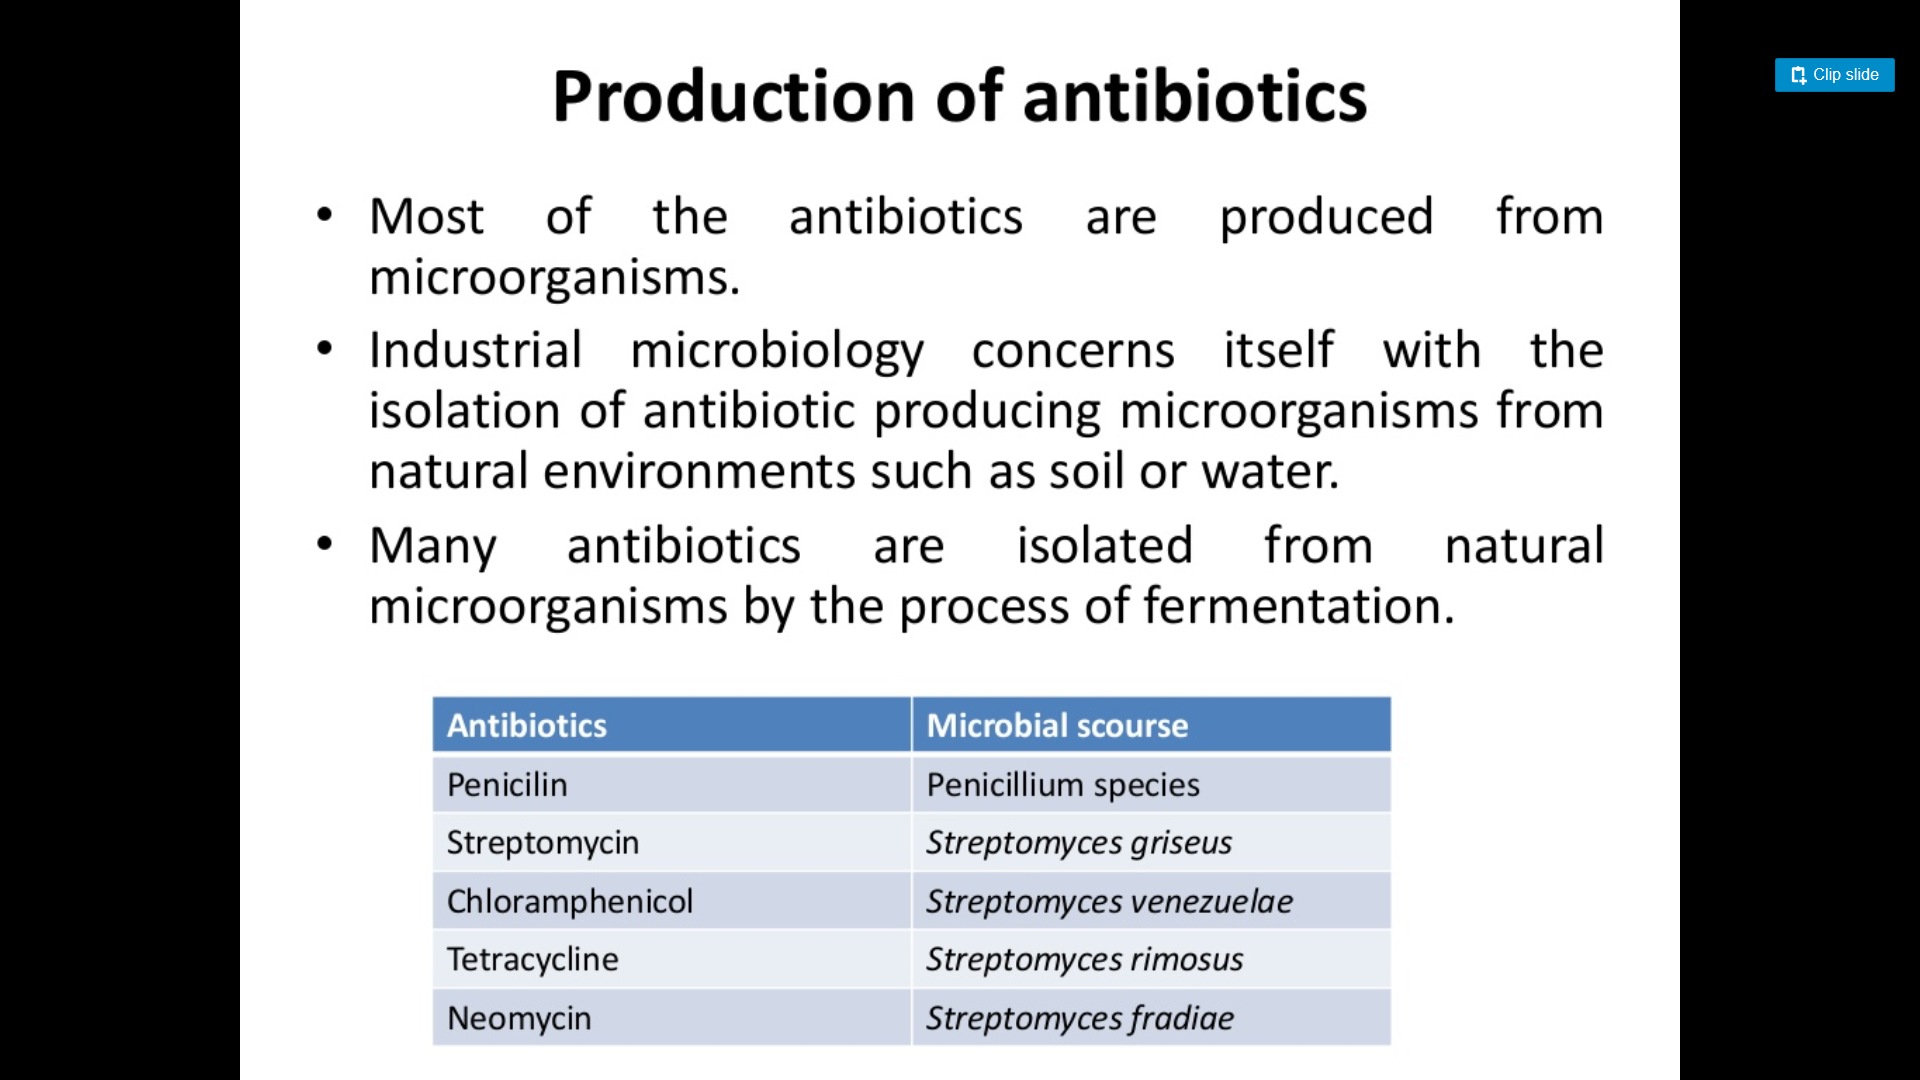 Production of antibiotics
Clip slide
• Most of the antibiotics are produced from
microorganisms.
• Industrial microbiology concerns itself with the
isolation of antibiotic producing microorganisms from
natural environments such as soil or water.
• Many antibiotics are isolated from natural
microorganisms by the process of fermentation.
Antibiotics Microbial scourse
Penicilin Penicillium species
Streptomycin Streptomyces griseus
Chloramphenicol Streptomyces venezuelae
Tetracycline Streptomyces rimosus
Neomycin Streptomyces fradiae